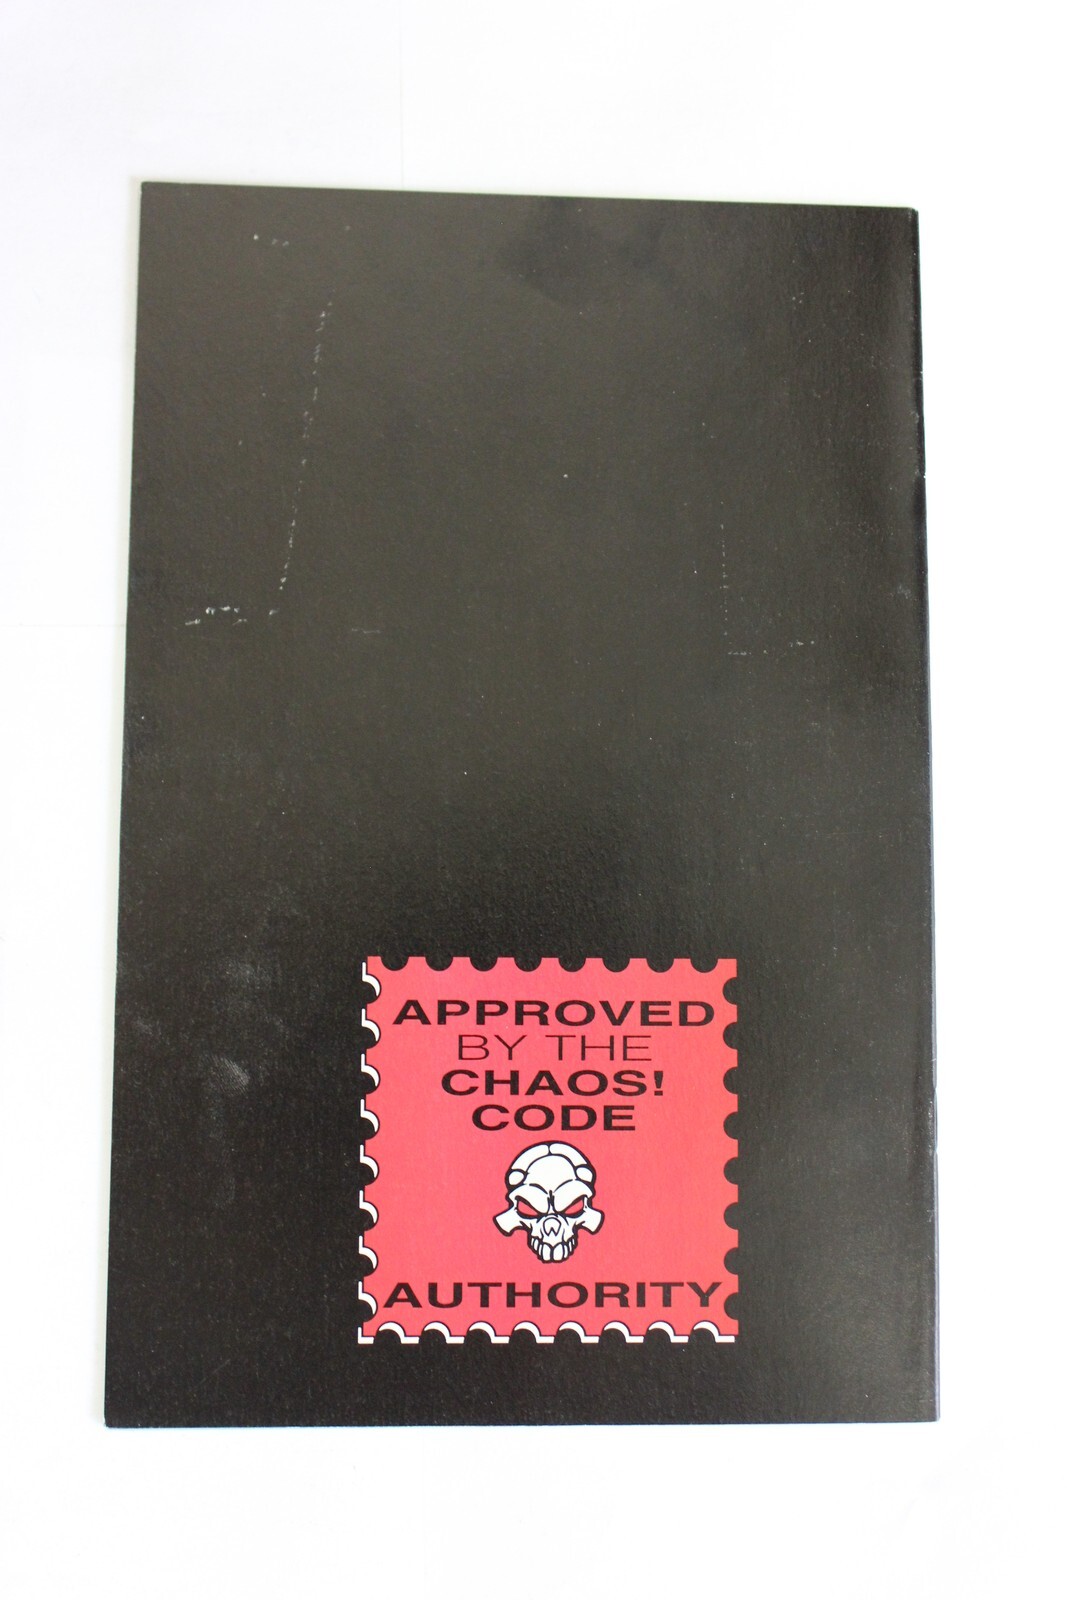 APPROVED
BY THE
CHAOS!
CODE
AUTHORITY